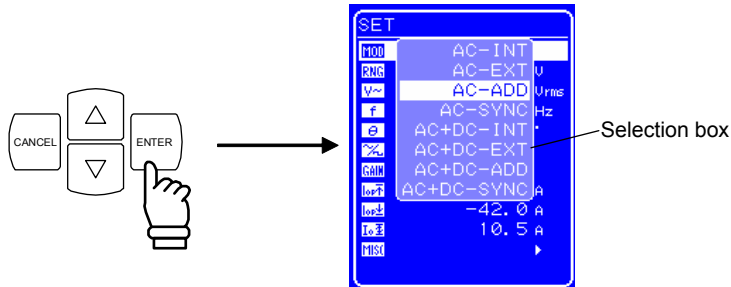 CANCEL
ENTER
SET
MOD AC-INT
RNG AC-EXT V
V~ AC-ADD Vrms
f AC-SYNC Hz
θ AC+DC-INT °
AC+DC-EXT
GAIN AC+DC-ADD
AC+DC-SYNC A
-42.0 A
10.5 A
MISC
Selection box